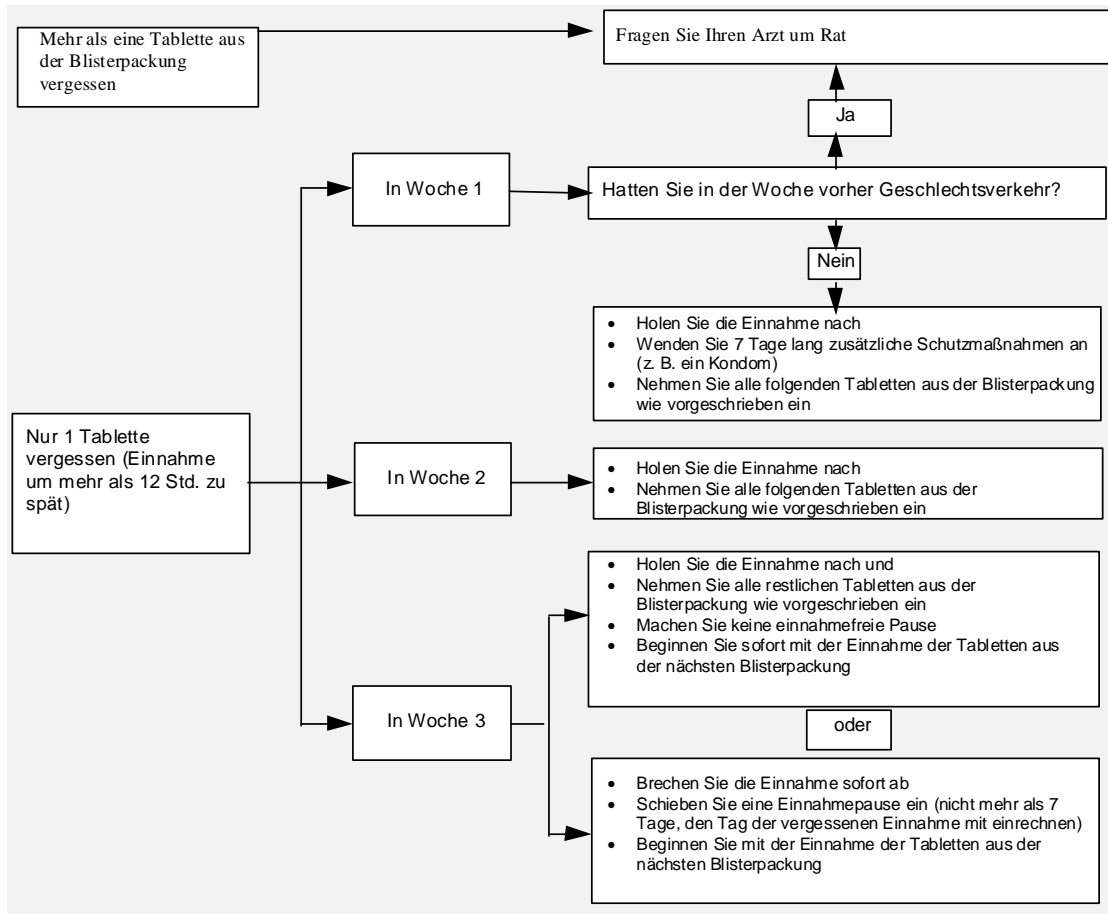 Mehr als eine Tablette aus
der Blisterpackung
vergessen
Fragen Sie Ihren Arzt um Rat
Ja
In Woche 1
Hatten Sie in der Woche vorher Geschlechtsverkehr?
Nein
• Holen Sie die Einnahme nach
• Wenden Sie 7 Tage lang zusätzliche Schutzmaßnahmen an
(z. B. ein Kondom)
• Nehmen Sie alle folgenden Tabletten aus der Blisterpackung
wie vorgeschrieben ein
Nur 1 Tablette
vergessen (Einnahme
um mehr als 12 Std. zu
spät)
In Woche 2
• Holen Sie die Einnahme nach
• Nehmen Sie alle folgenden Tabletten aus der
Blisterpackung wie vorgeschrieben ein
In Woche 3
• Holen Sie die Einnahme nach und
• Nehmen Sie alle restlichen Tabletten aus der
Blisterpackung wie vorgeschrieben ein
• Machen Sie keine einnahmefreie Pause
• Beginnen Sie sofort mit der Einnahme der Tabletten aus
der nächsten Blisterpackung
oder
• Brechen Sie die Einnahme sofort ab
• Schieben Sie eine Einnahmepause ein (nicht mehr als 7
Tage, den Tag der vergessenen Einnahme mit einrechnen)
• Beginnen Sie mit der Einnahme der Tabletten aus der
nächsten Blisterpackung